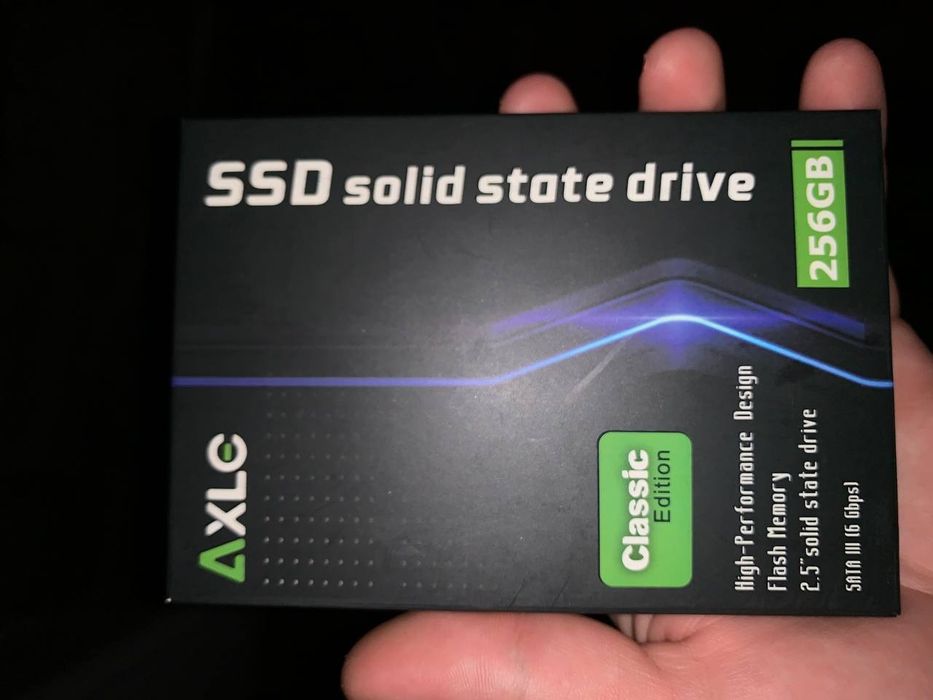 SSD solid state drive
256GB
AXLE
Classic
Edition
High-Performance Design
Flash Memory
2.5"solid state drive
SATA III (6 Gbps)